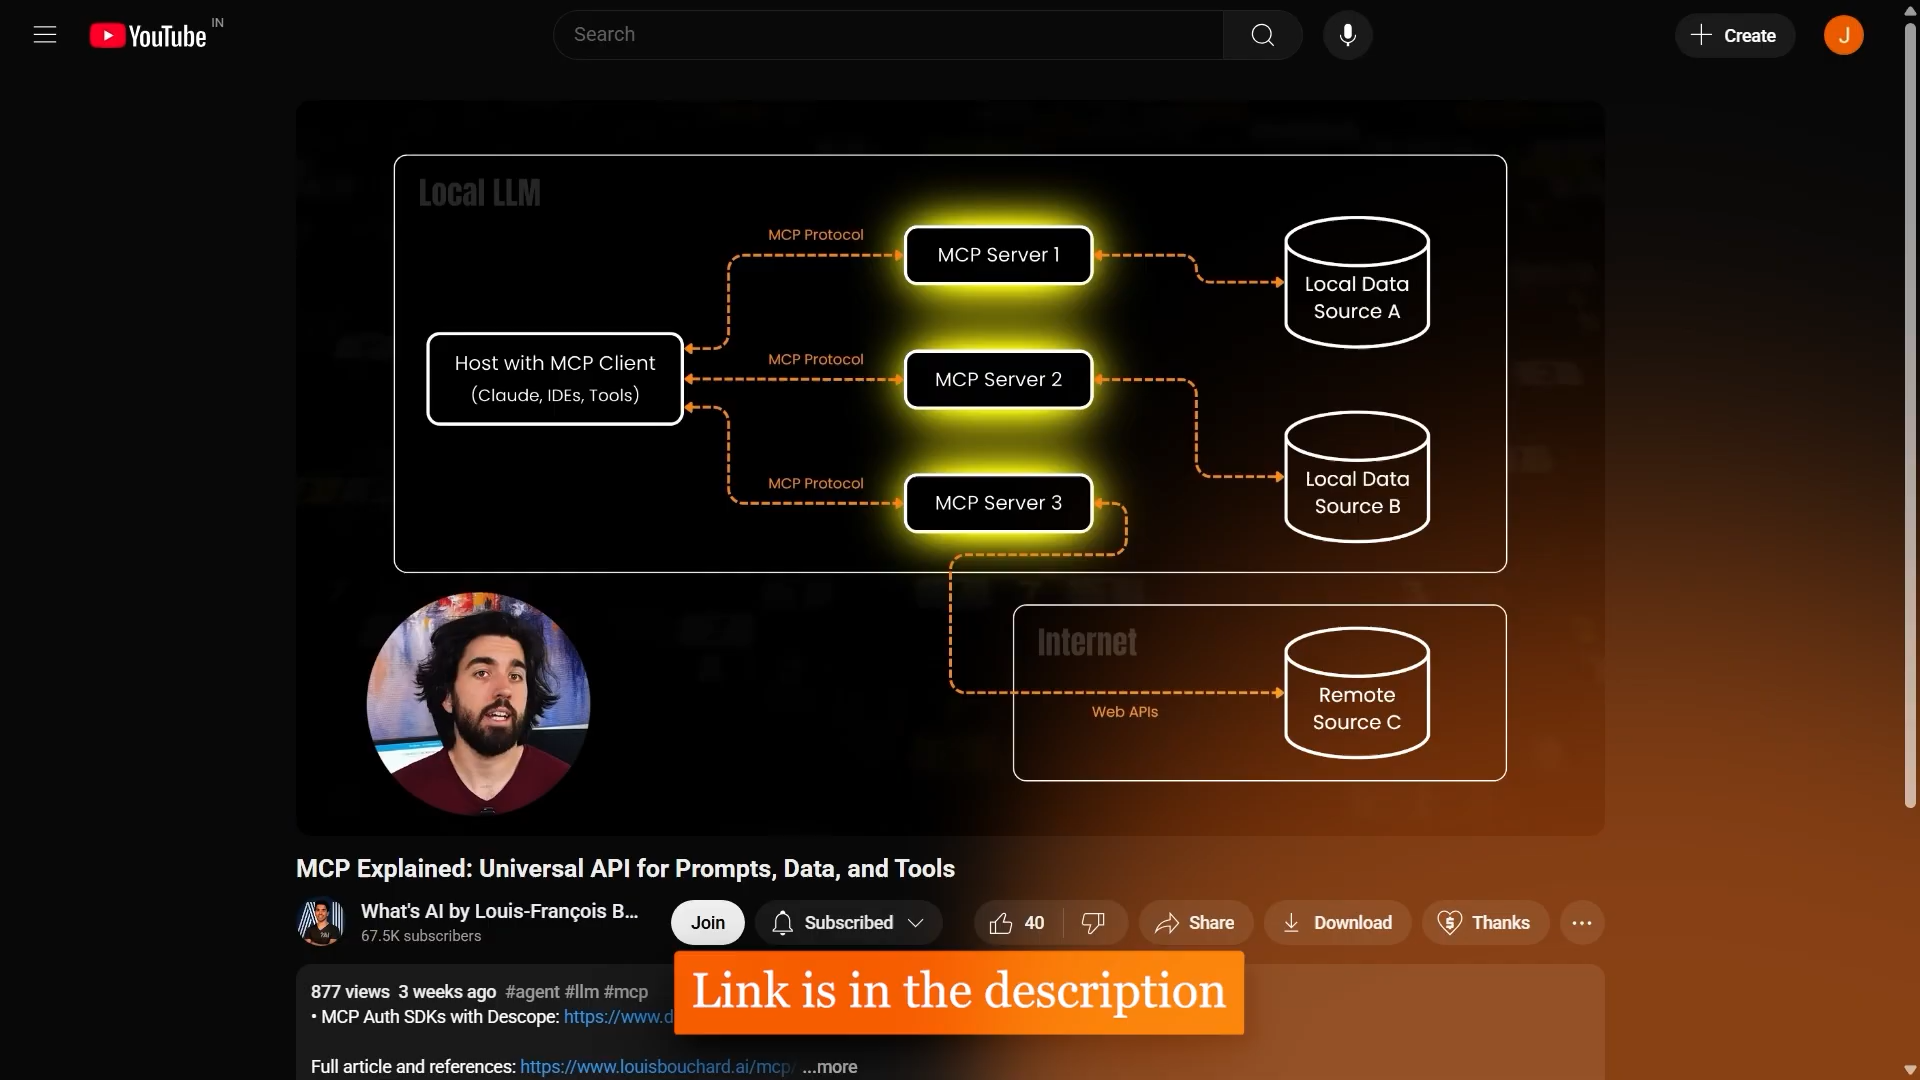 YouTube IN
Search
Create
J
Local LLM
MCP Protocol
MCP Server 1
Local Data
Source A
Host with MCP Client
(Claude, IDEs, Tools)
MCP Protocol
MCP Server 2
MCP Protocol
MCP Server 3
Local Data
Source B
Internet
Remote
Source C
Web APIs
MCP Explained: Universal API for Prompts, Data, and Tools
What's AI by Louis-François B...
67.5K subscribers
Join
Subscribed
40
Share
Download
Thanks
Link is in the description
877 views 3 weeks ago #agent #llm #mcp
• MCP Auth SDKs with Descope: https://www.d
Full article and references: https://www.louisbouchard.ai/mcp/ ...more